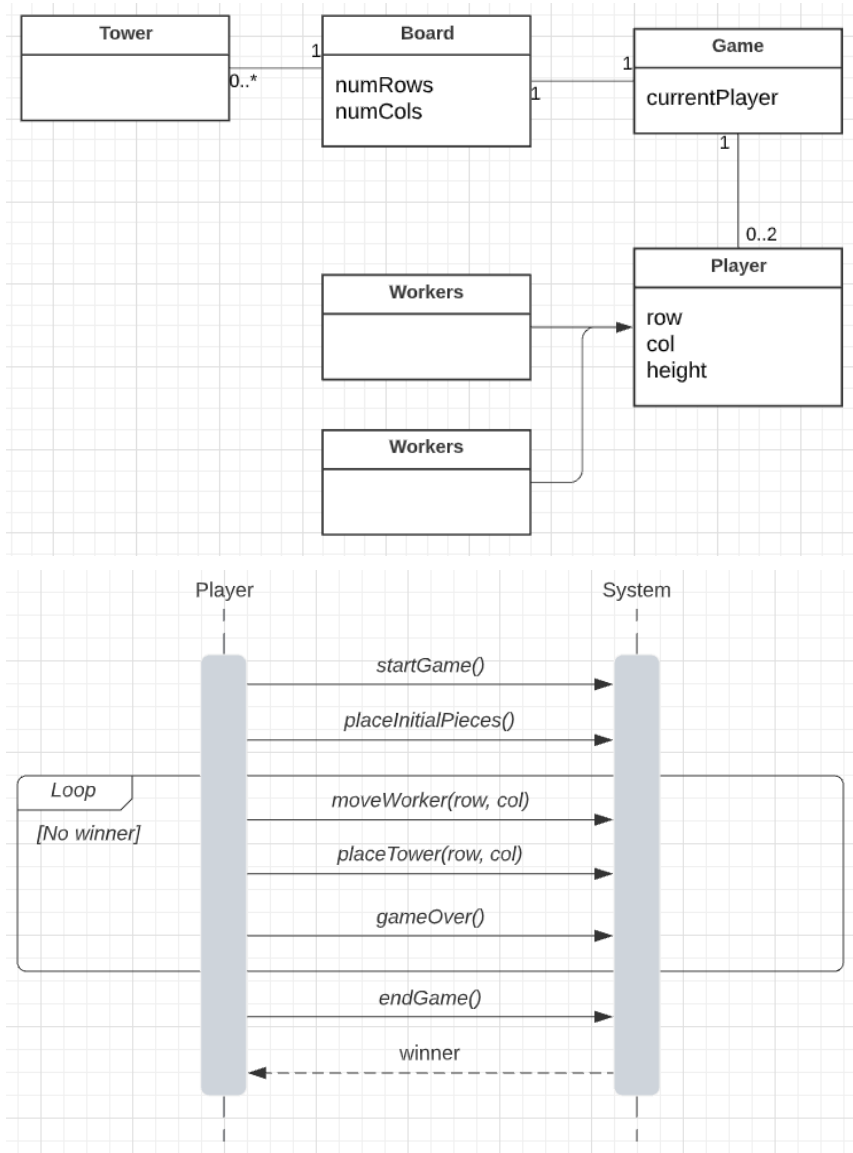 Tower
0..*
1
Board
numRows
numCols
1
1
Game
currentPlayer
1
0..2
Player
row
col
height
Workers
Workers
Player
System
startGame()
placeInitialPieces()
Loop
[No winner]
moveWorker(row, col)
placeTower(row, col)
gameOver()
endGame()
winner